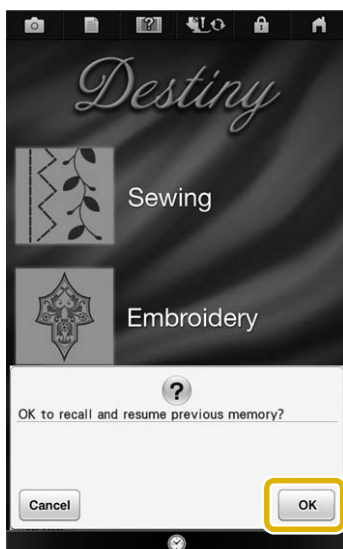 Destiny
Sewing
Embroidery
?
OK to recall and resume previous memory?
Cancel
OK